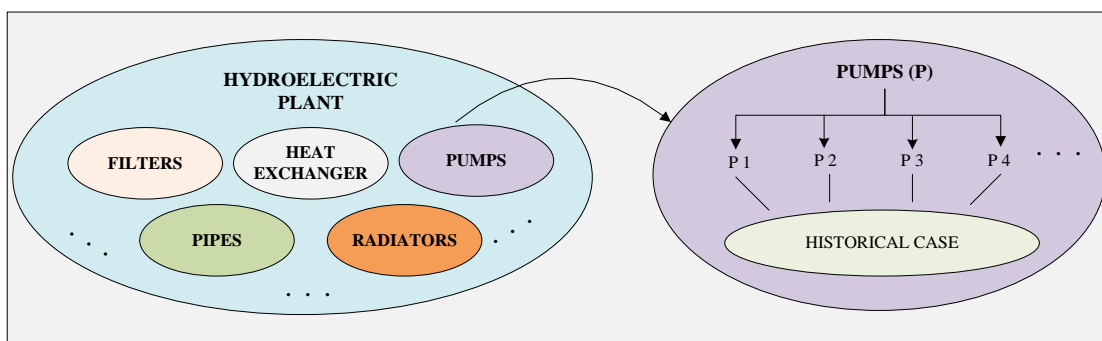 HYDROELECTRIC
PLANT
FILTERS
HEAT
EXCHANGER
PUMPS
PIPES
RADIATORS
. . .
. . .
. . .
PUMPS (P)
P 1
P 2
P 3
P 4
. . .
HISTORICAL CASE